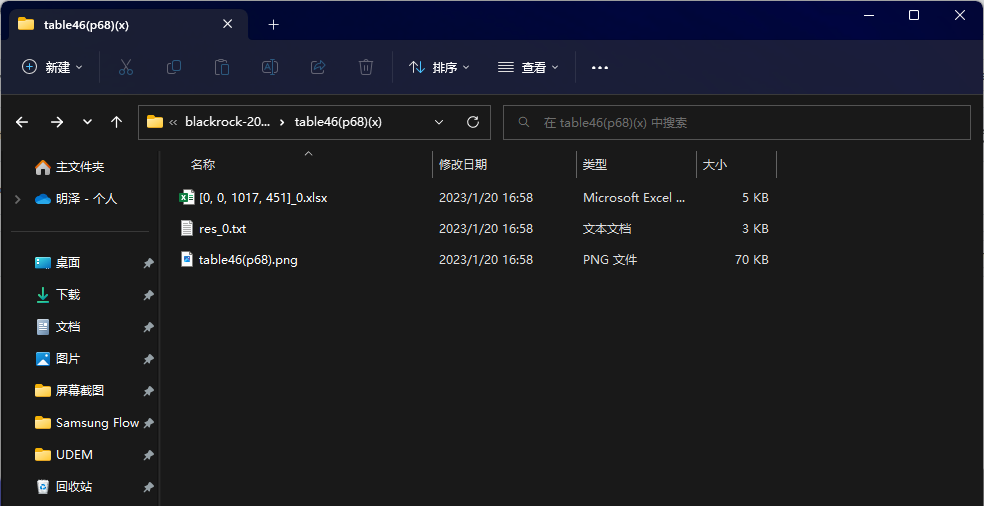 table46(p68)(x)
新建
排序
查看
« blackrock-20... › table46(p68)(x)
在 table46(p68)(x) 中搜索
主文件夹
明泽 - 个人
桌面
下载
文档
图片
屏幕截图
Samsung Flow
UDEM
回收站
名称 修改日期 类型 大小
[0, 0, 1017, 451]_0.xlsx 2023/1/20 16:58 Microsoft Excel ... 5 KB
res_0.txt 2023/1/20 16:58 文本文档 3 KB
table46(p68).png 2023/1/20 16:58 PNG 文件 70 KB